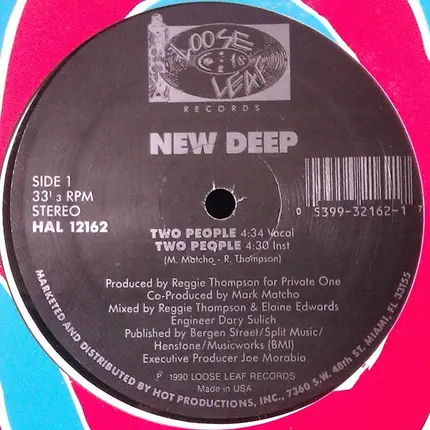 LOOSE
LEAF
RECORDS
NEW DEEP
SIDE 1
33 1/3 RPM
STEREO
HAL 12162
0 5399-32162-1 7
TWO PEOPLE 4:34 Vocal
TWO PEOPLE 4:30 Inst
(M. Matcho - R. Thompson)
Produced by Reggie Thompson for Private One
Co-Produced by Mark Matcho
Mixed by Reggie Thompson & Elaine Edwards
Engineer Dary Sulich
Published by Bergen Street/Split Music/
Henstone/Musicworks (BMI)
Executive Producer Joe Morabia
℗ 1990 LOOSE LEAF RECORDS
Made in USA
MARKETED AND DISTRIBUTED BY HOT PRODUCTIONS, INC., 7360 S.W. 48th ST. MIAMI, FL 33155